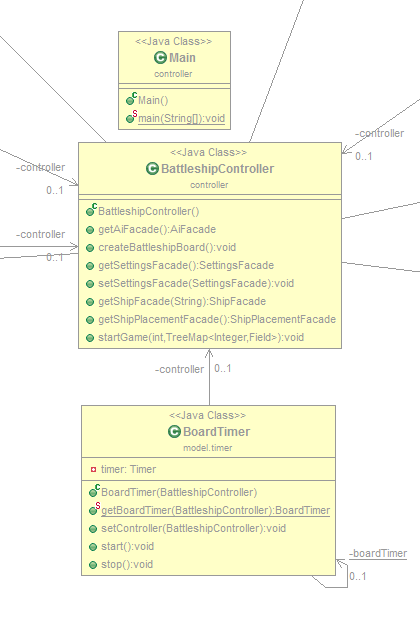 <<Java Class>>
Main
controller
Main()
main(String[]):void
-controller
0..1
<<Java Class>>
BattleshipController
controller
-controller
0..1
-controller
0..1
BattleshipController()
getAiFacade():AiFacade
createBattleshipBoard():void
getSettingsFacade():SettingsFacade
setSettingsFacade(SettingsFacade):void
getShipFacade(String):ShipFacade
getShipPlacementFacade():ShipPlacementFacade
startGame(int,TreeMap<Integer,Field>):void
-controller
0..1
<<Java Class>>
BoardTimer
model.timer
timer: Timer
BoardTimer(BattleshipController)
getBoardTimer(BattleshipController):BoardTimer
setController(BattleshipController):void
start():void
stop():void
-boardTimer
0..1